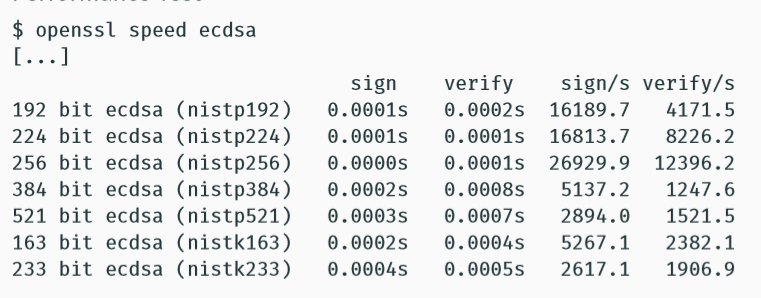 $ openssl speed ecdsa
[...]
sign verify sign/s verify/s
192 bit ecdsa (nistp192) 0.0001s 0.0002s 16189.7 4171.5
224 bit ecdsa (nistp224) 0.0001s 0.0001s 16813.7 8226.2
256 bit ecdsa (nistp256) 0.0000s 0.0001s 26929.9 12396.2
384 bit ecdsa (nistp384) 0.0002s 0.0008s 5137.2 1247.6
521 bit ecdsa (nistp521) 0.0003s 0.0007s 2894.0 1521.5
163 bit ecdsa (nistk163) 0.0002s 0.0004s 5267.1 2382.1
233 bit ecdsa (nistk233) 0.0004s 0.0005s 2617.1 1906.9